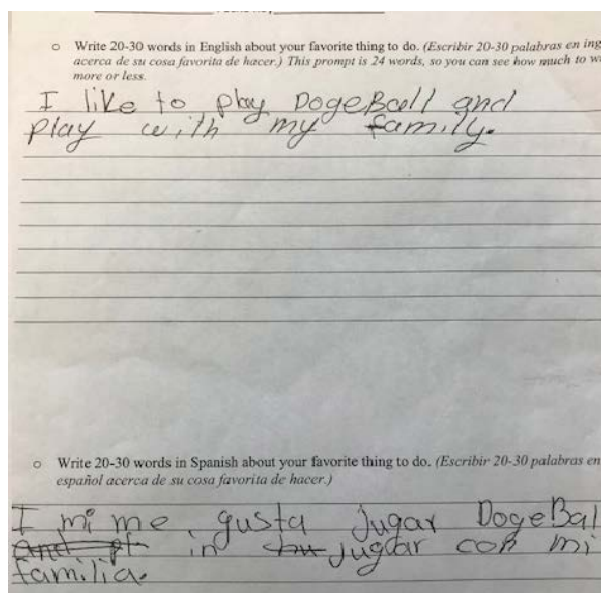 ○ Write 20-30 words in English about your favorite thing to do. (Escribir 20-30 palabras en ing
acerca de su cosa favorita de hacer.) This prompt is 24 words, so you can see how much to w
more or less.
I like to play DogeBall and
play with my family.
○ Write 20-30 words in Spanish about your favorite thing to do. (Escribir 20-30 palabras en
español acerca de su cosa favorita de hacer.)
I mi me gusta Jugar DogeBal
in jugar con mi
familia.